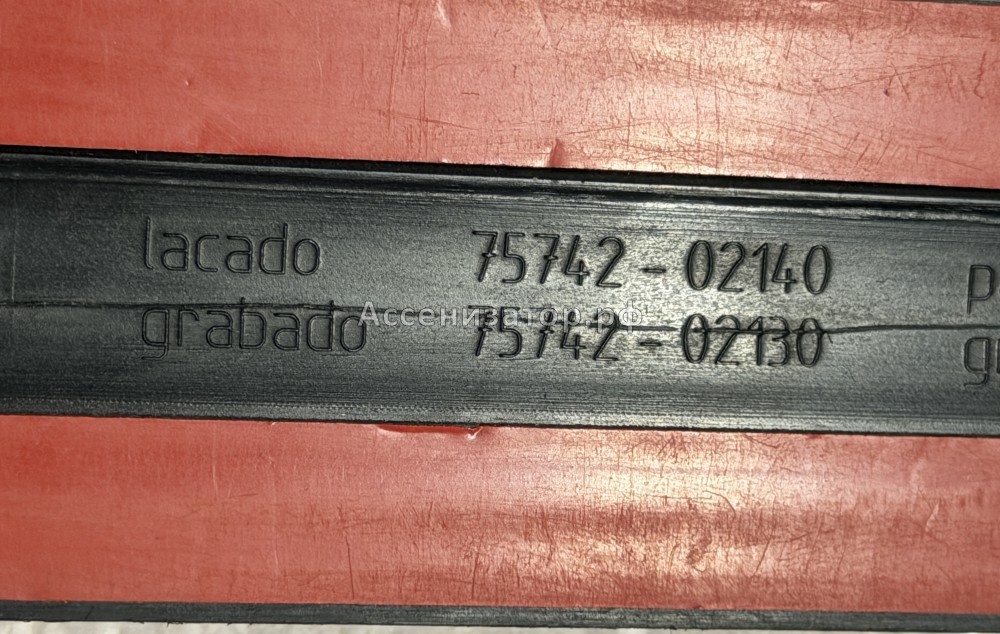 lacado 75742-02140
Ассенизатор.рф
grabado 75742-02130